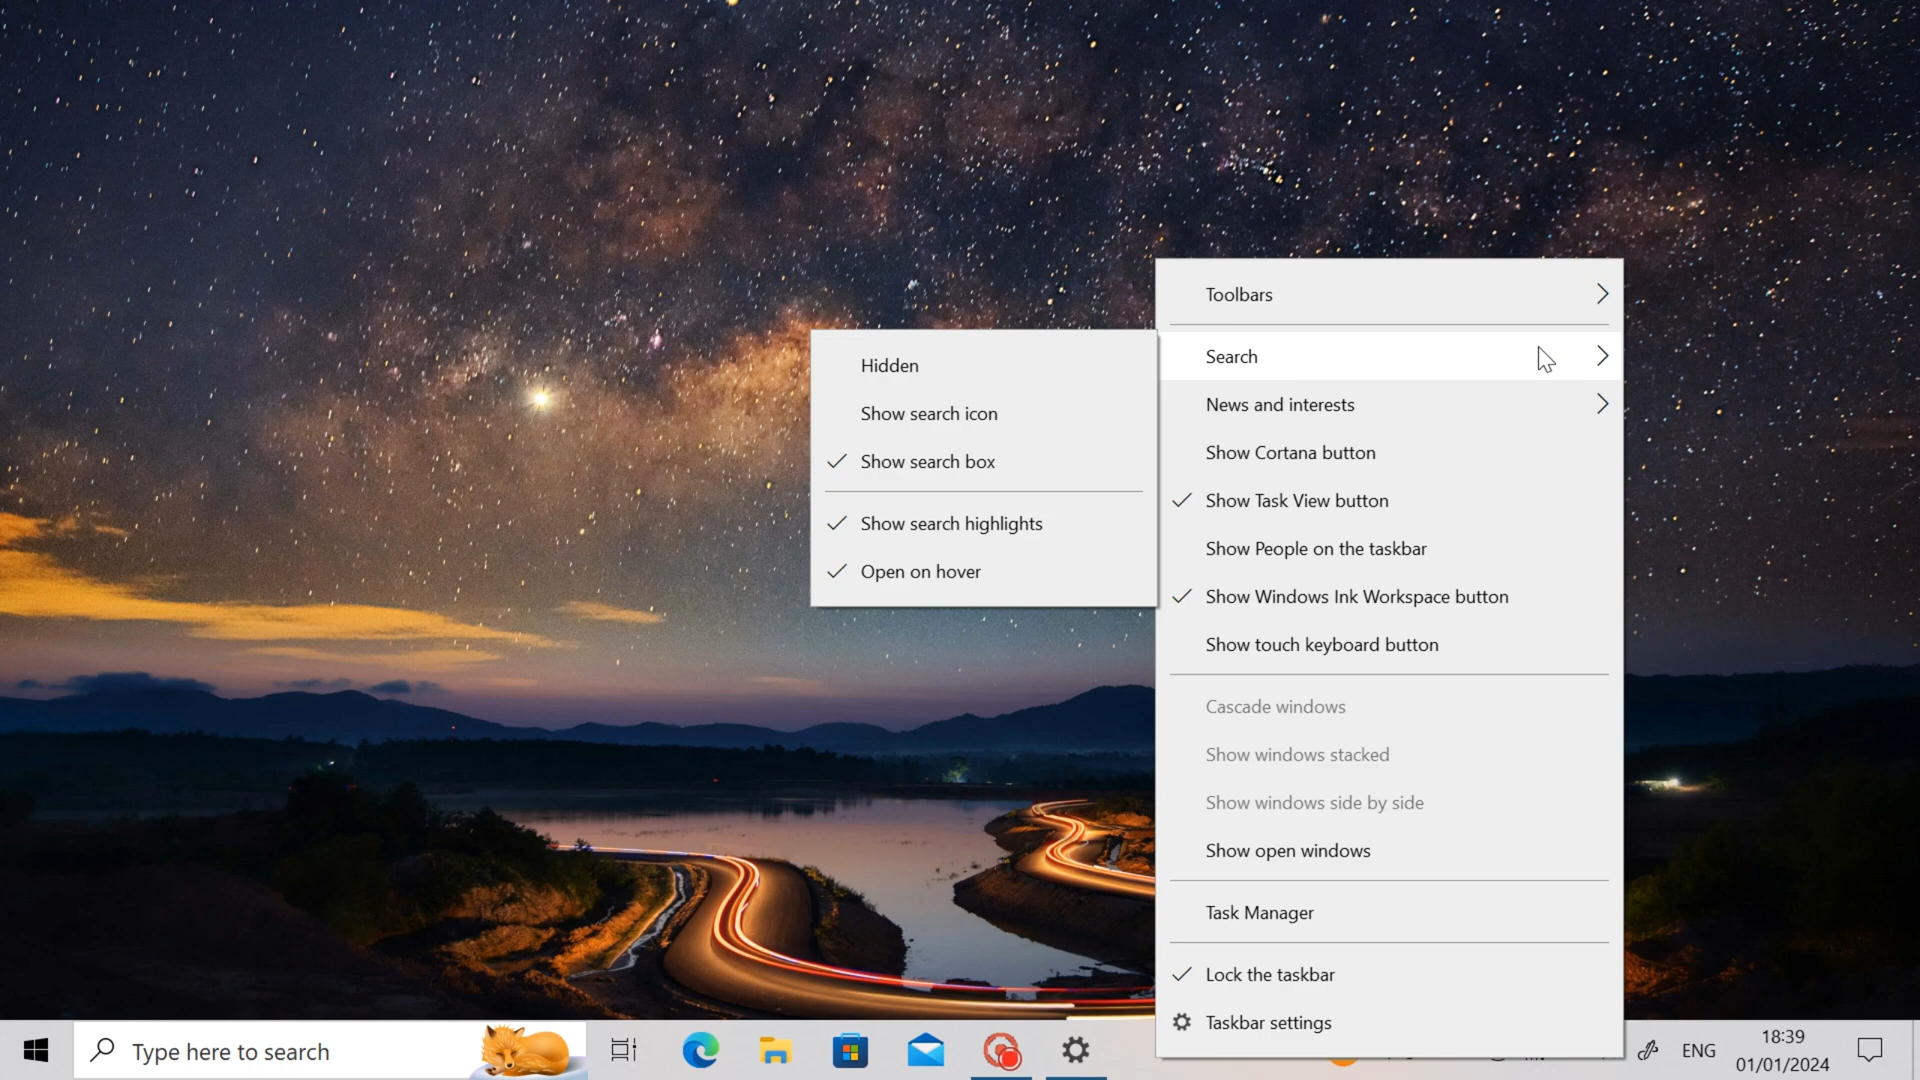 Toolbars
Search
News and interests
Show Cortana button
Show Task View button
Show People on the taskbar
Show Windows Ink Workspace button
Show touch keyboard button
Cascade windows
Show windows stacked
Show windows side by side
Show open windows
Task Manager
Lock the taskbar
Taskbar settings
Hidden
Show search icon
Show search box
Show search highlights
Open on hover
Type here to search
ENG
18:39
01/01/2024